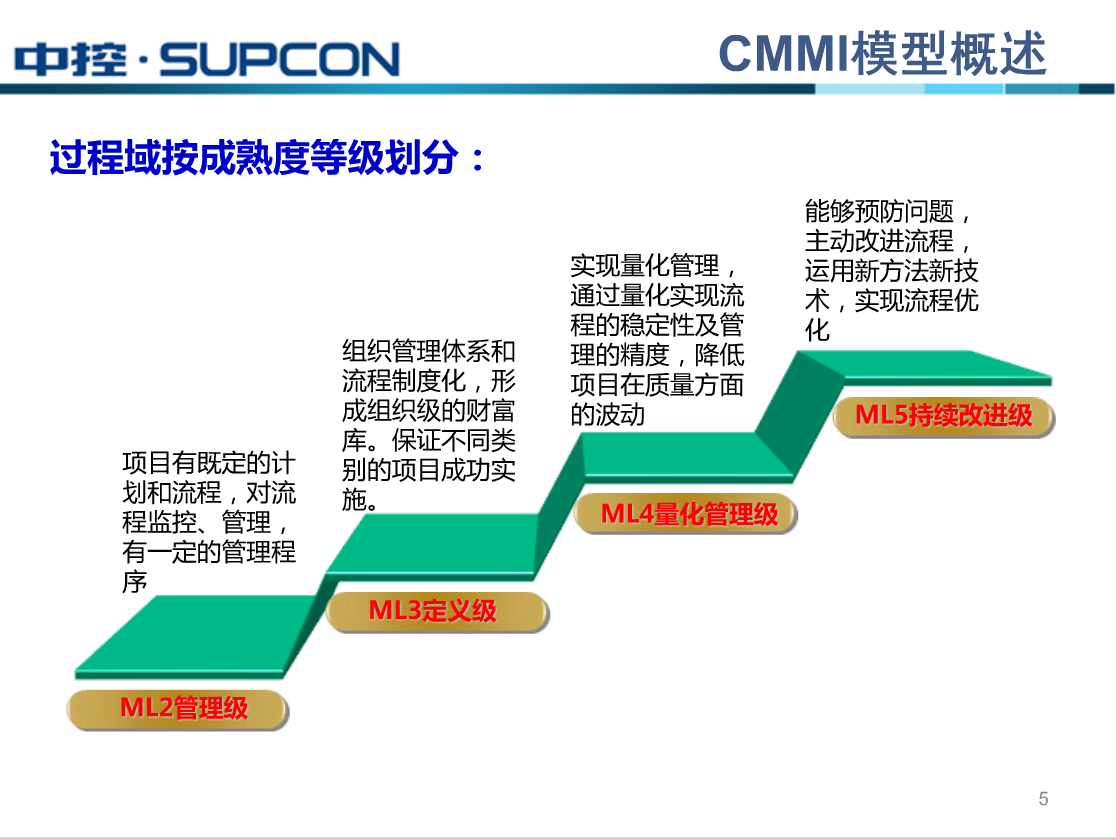 中控·SUPCON
CMMI模型概述
过程域按成熟度等级划分：
项目有既定的计
划和流程，对流
程监控、管理，
有一定的管理程
序
ML2管理级
组织管理体系和
流程制度化，形
成组织级的财富
库。保证不同类
别的项目成功实
施。
ML3定义级
实现量化管理，
通过量化实现流
程的稳定性及管
理的精度，降低
项目在质量方面
的波动
ML4量化管理级
能够预防问题，
主动改进流程，
运用新方法新技
术，实现流程优
化
ML5持续改进级
5